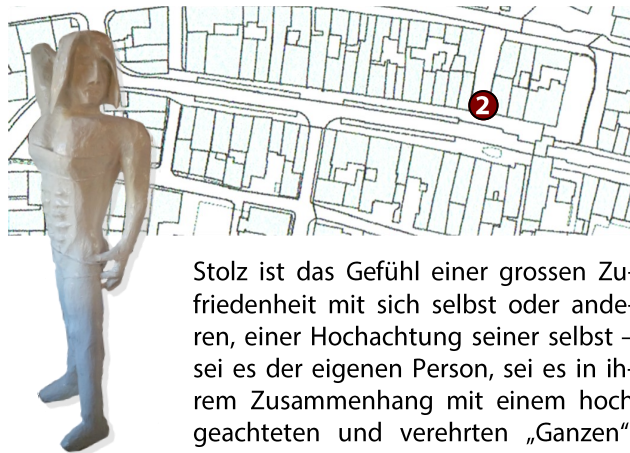 2
Stolz ist das Gefühl einer grossen Zu-
friedenheit mit sich selbst oder ande-
ren, einer Hochachtung seiner selbst –
sei es der eigenen Person, sei es in ih-
rem Zusammenhang mit einem hoch
geachteten und verehrten „Ganzen“